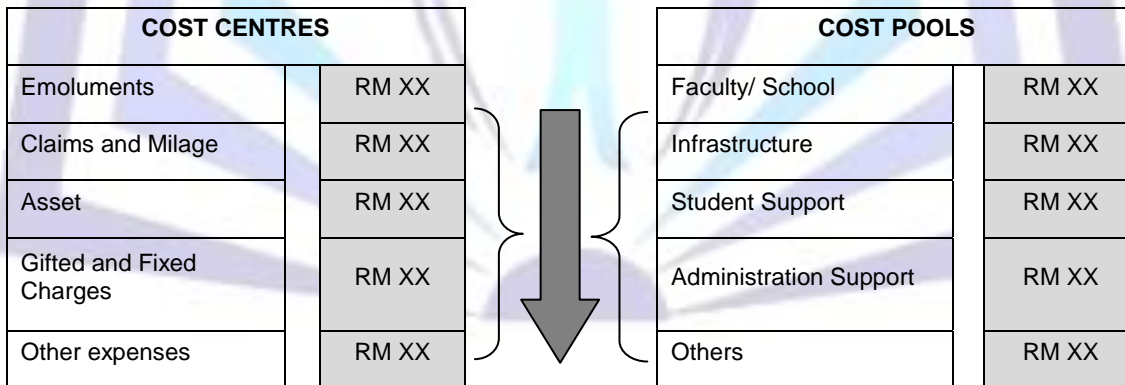 COST CENTRES
Emoluments RM XX
Claims and Milage RM XX
Asset RM XX
Gifted and Fixed
Charges RM XX
Other expenses RM XX
COST POOLS
Faculty/ School RM XX
Infrastructure RM XX
Student Support RM XX
Administration Support RM XX
Others RM XX